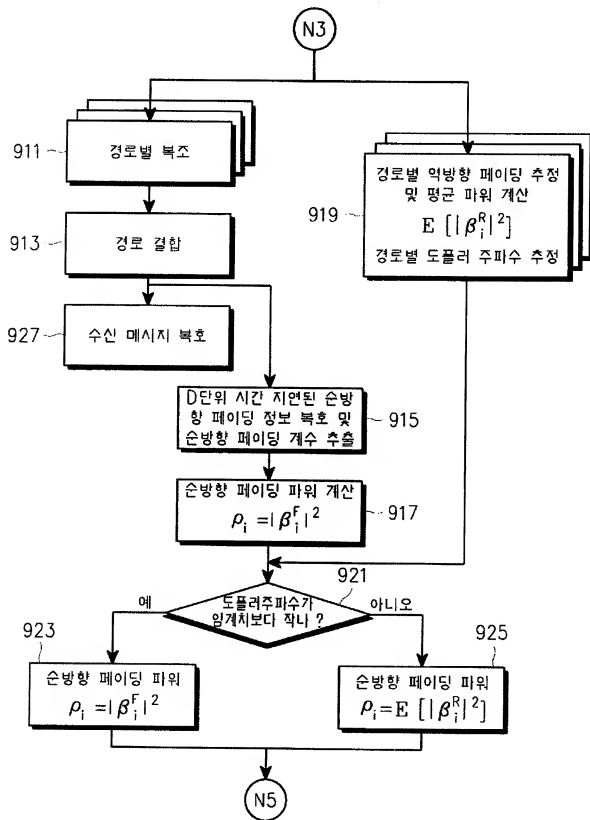 N3
911
경로별 복조
913
경로 결합
927
수산 메시지 복호
919
경로별 역방향 페이딩 추정
및 평균 파워 계산
E [|β_i^R|^2]
경로별 도플러 주파수 추정
D단위 시간 지연된 순방
향 페이딩 정보 복호 및
순방향 페이딩 계수 추출
915
순방향 페이딩 파워 계산
ρ_i =|β_i^F|^2
917
921
도플러주파수가
임계치보다 작나 ?
예
아니오
923
순방향 페이딩 파워
ρ_i =|β_i^F|^2
925
순방향 페이딩 파워
ρ_i = E [|β_i^R|^2]
N5